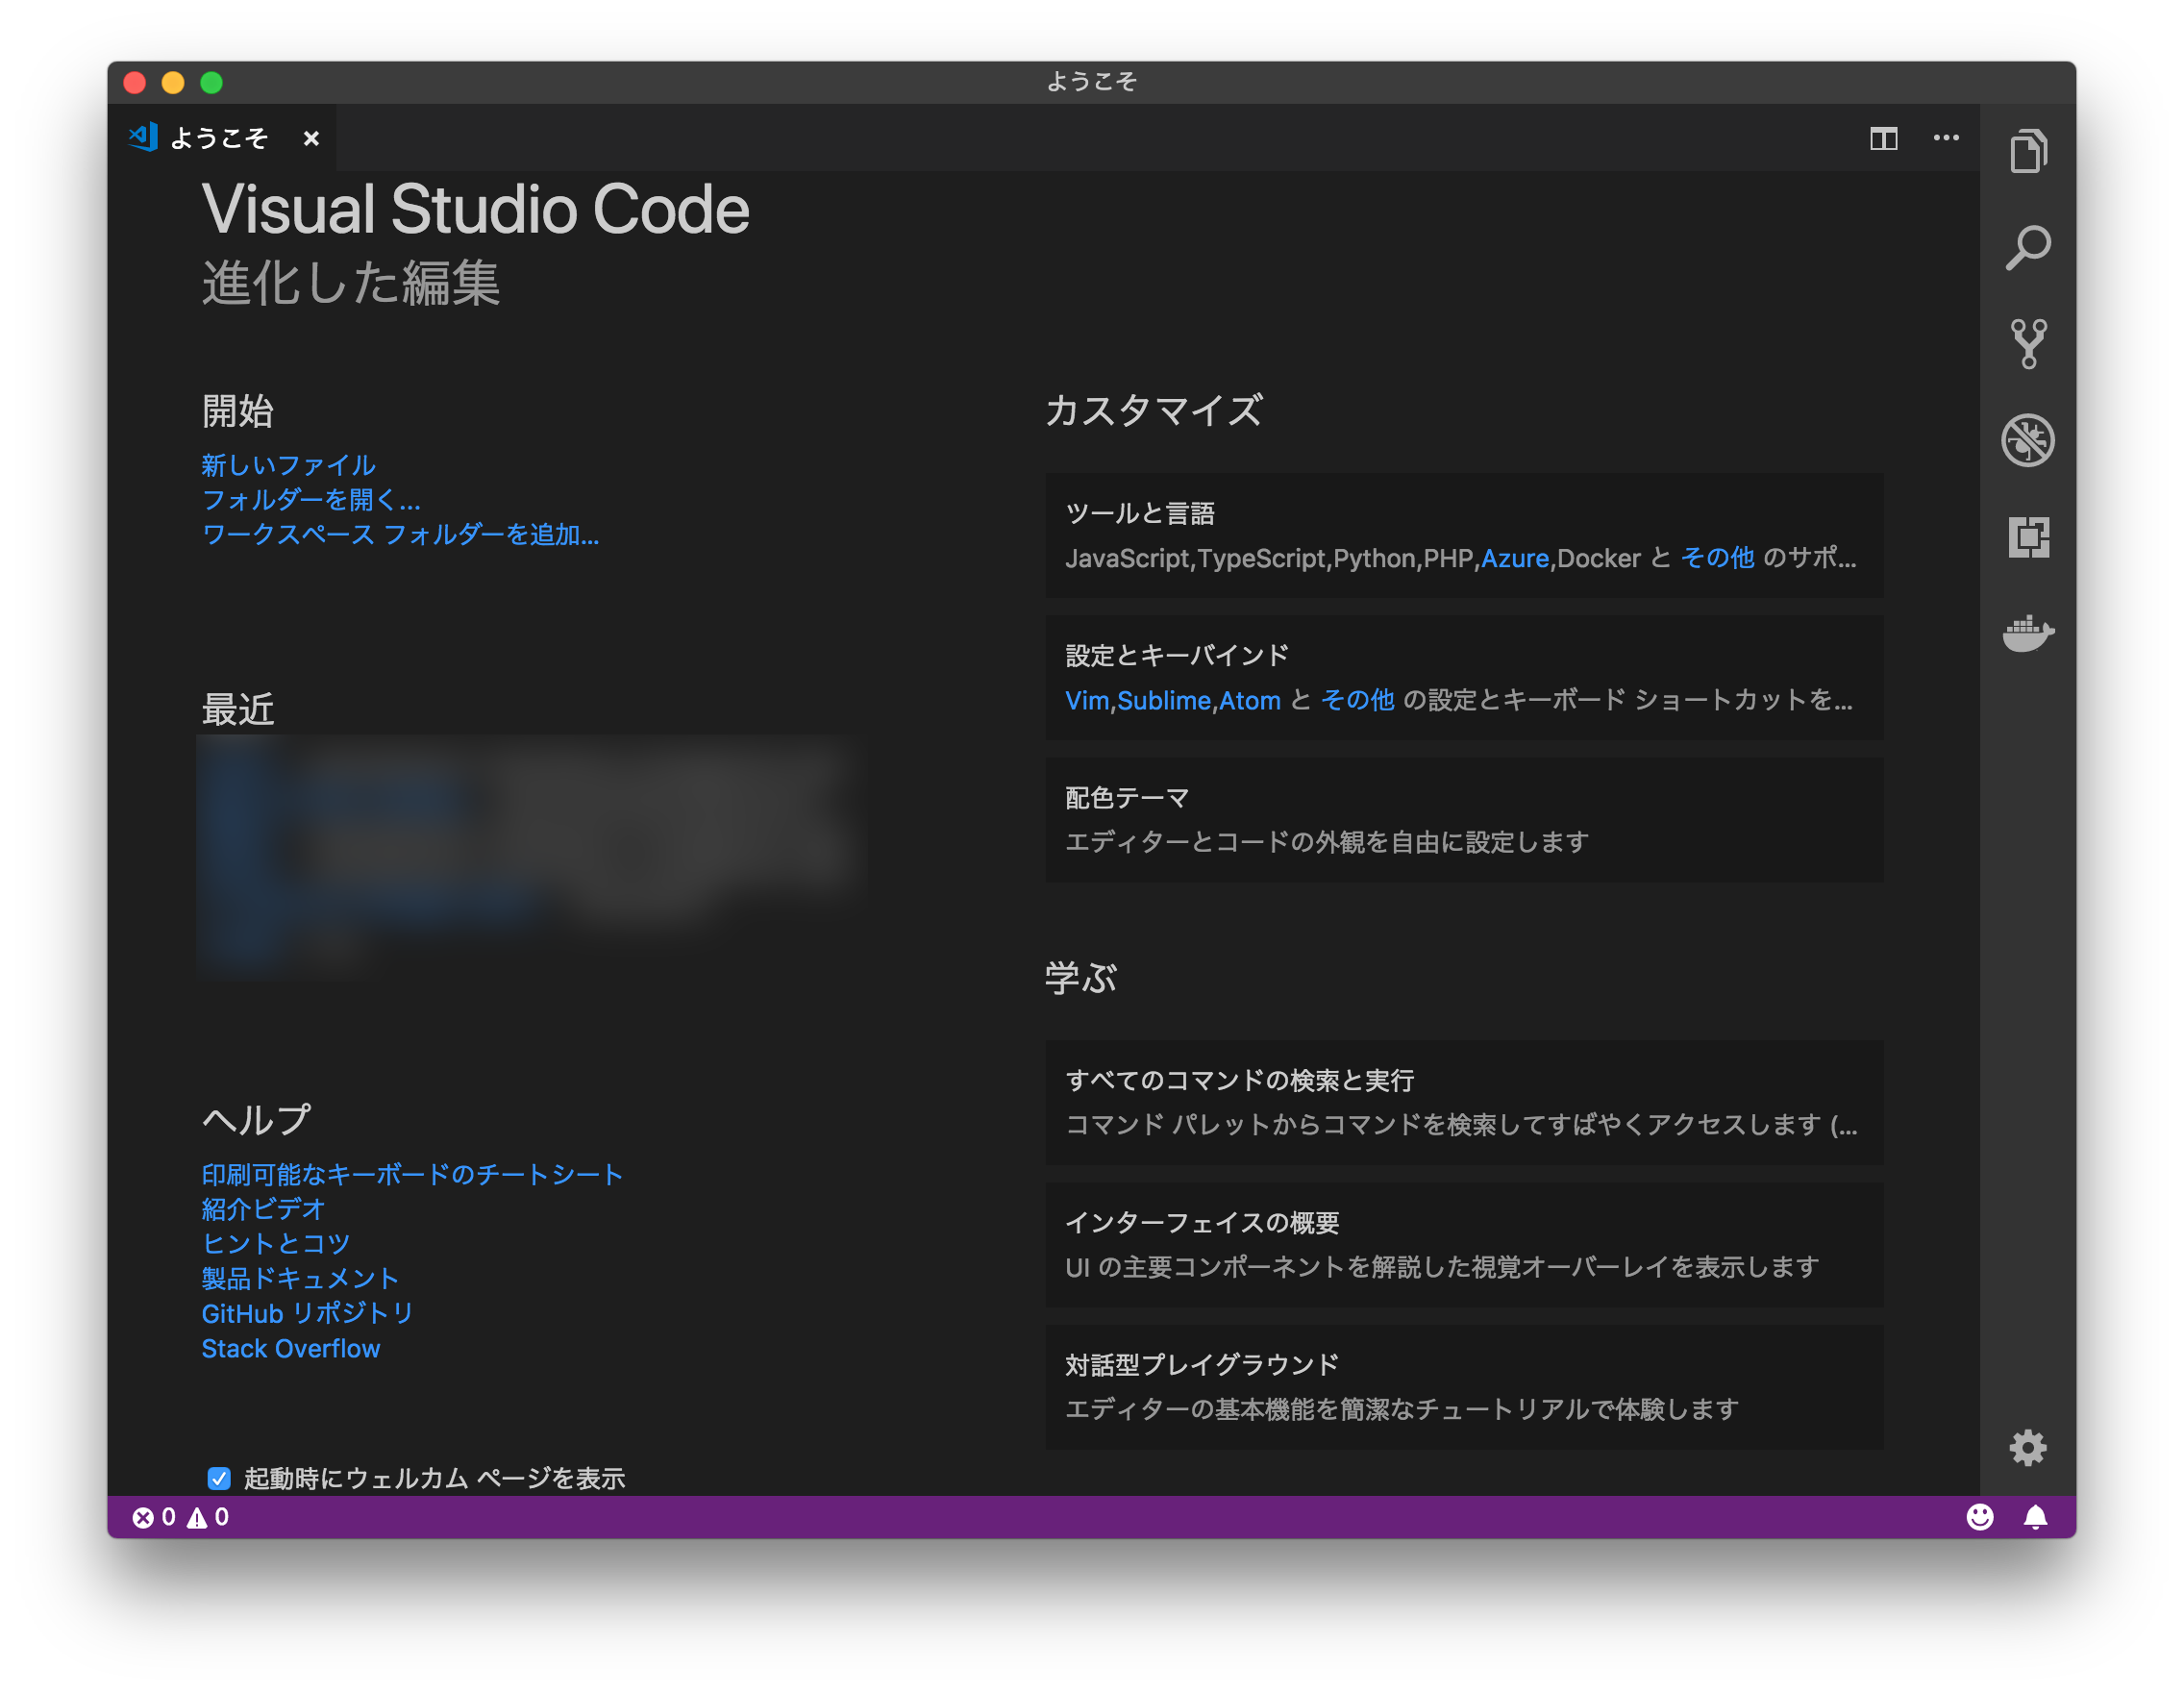 ようこそ
ようこそ
Visual Studio Code
進化した編集
開始
新しいファイル
フォルダーを開く...
ワークスペース フォルダーを追加...
最近
ヘルプ
印刷可能なキーボードのチートシート
紹介ビデオ
ヒントとコツ
製品ドキュメント
GitHub リポジトリ
Stack Overflow
起動時にウェルカム ページを表示
カスタマイズ
ツールと言語
JavaScript,TypeScript,Python,PHP,Azure,Docker と その他 のサポ...
設定とキーバインド
Vim,Sublime,Atom と その他 の設定とキーボード ショートカットを...
配色テーマ
エディターとコードの外観を自由に設定します
学ぶ
すべてのコマンドの検索と実行
コマンド パレットからコマンドを検索してすばやくアクセスします (...
インターフェイスの概要
UI の主要コンポーネントを解説した視覚オーバーレイを表示します
対話型プレイグラウンド
エディターの基本機能を簡潔なチュートリアルで体験します
0 0